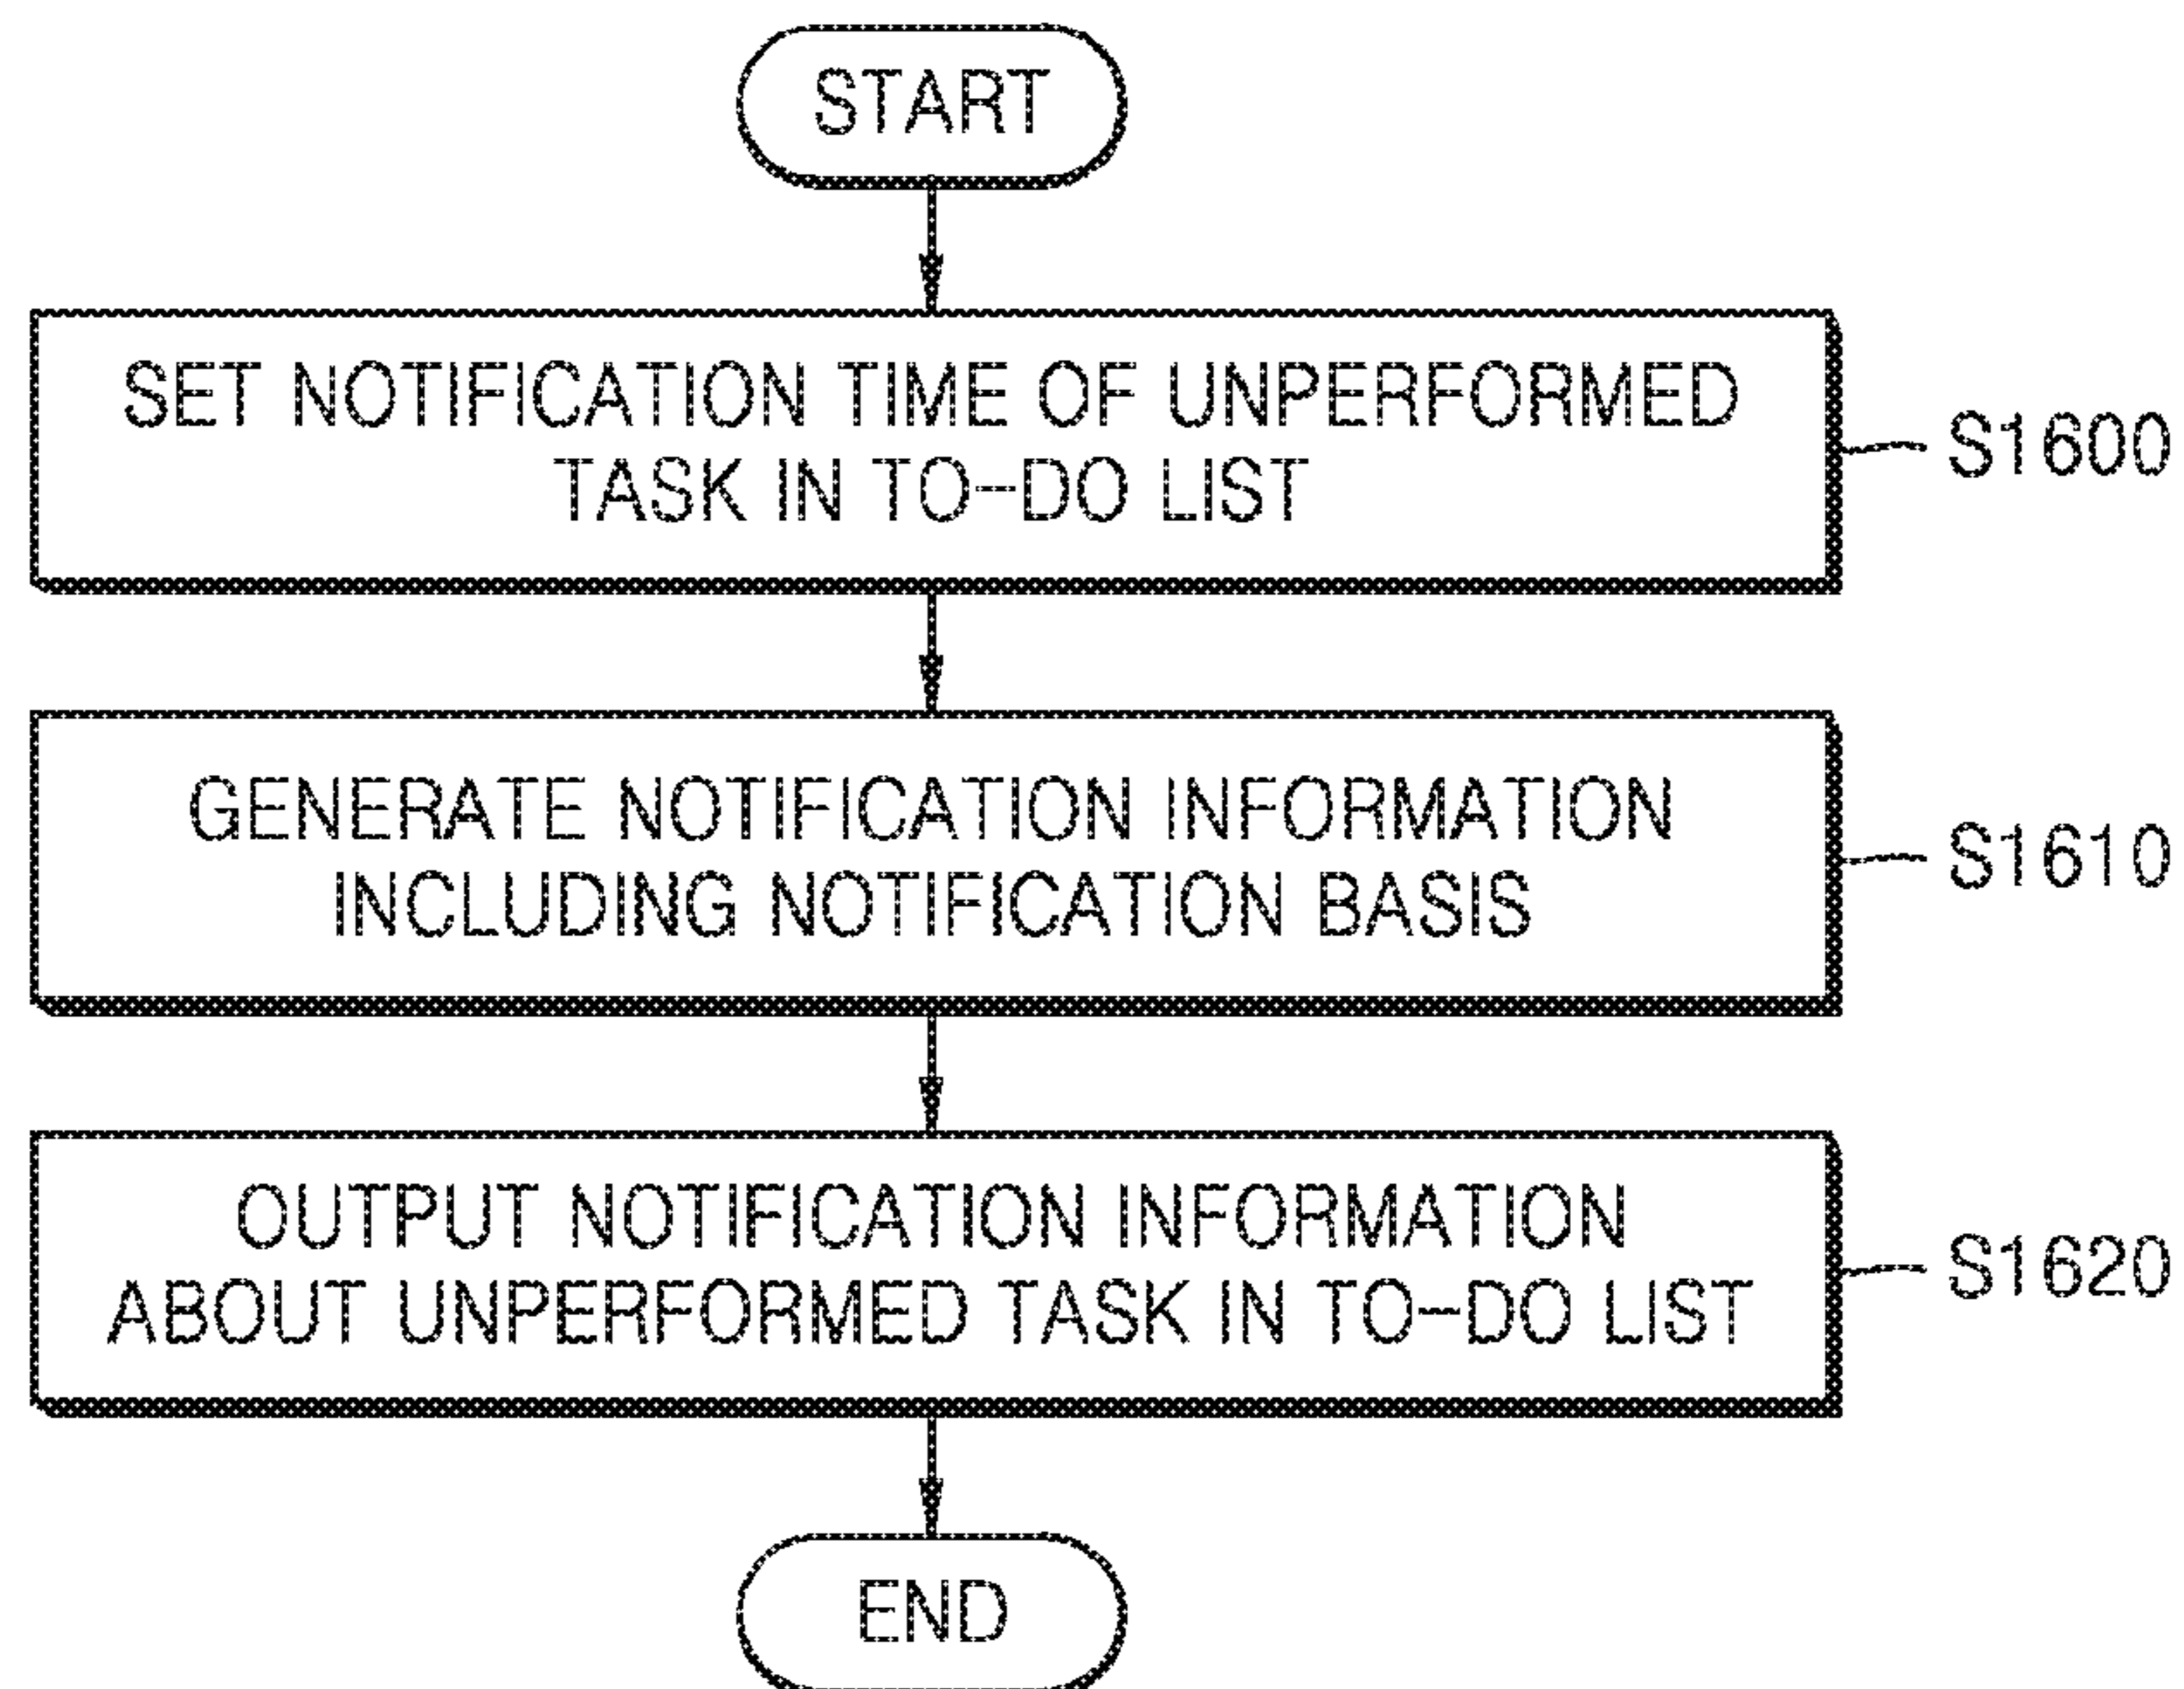 START
SET NOTIFICATION TIME OF UNPERFORMED
TASK IN TO-DO LIST
S1600
GENERATE NOTIFICATION INFORMATION
INCLUDING NOTIFICATION BASIS
S1610
OUTPUT NOTIFICATION INFORMATION
ABOUT UNPERFORMED TASK IN TO-DO LIST
S1620
END